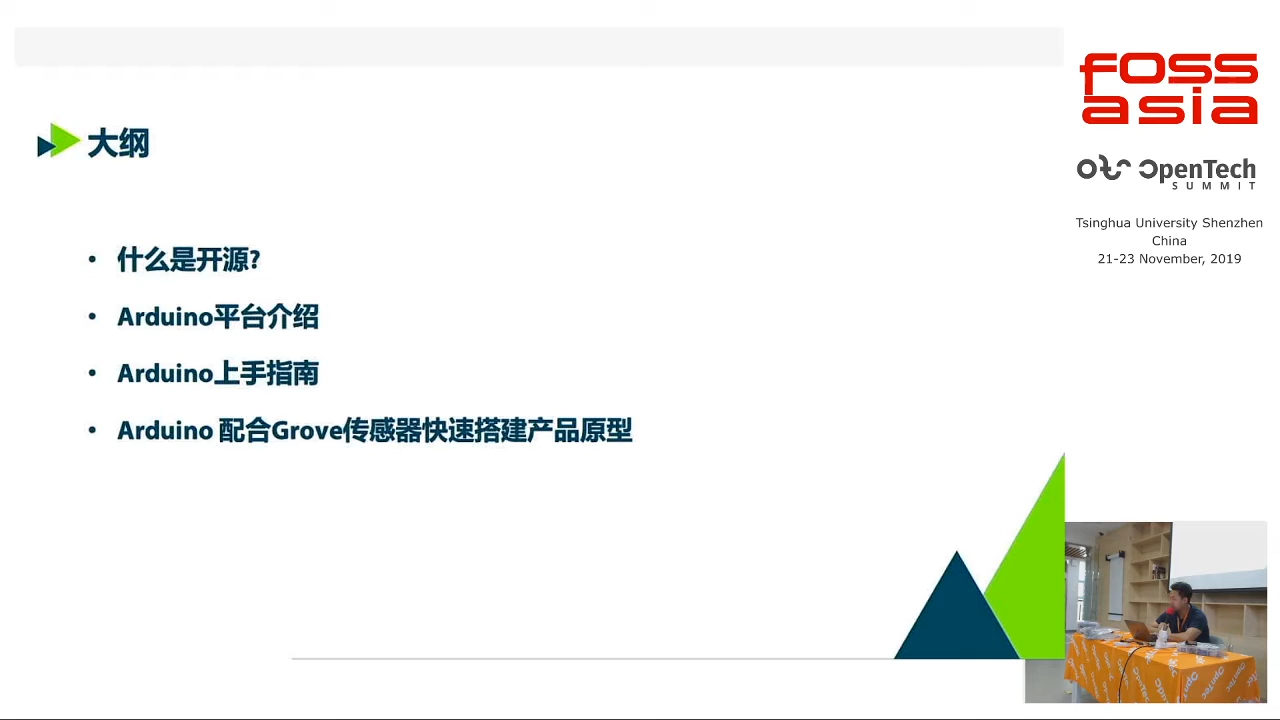 大纲
• 什么是开源?
• Arduino平台介绍
• Arduino上手指南
• Arduino 配合Grove传感器快速搭建产品原型
FOSS
asia
OpenTech
SUMMIT
Tsinghua University Shenzhen
China
21-23 November, 2019